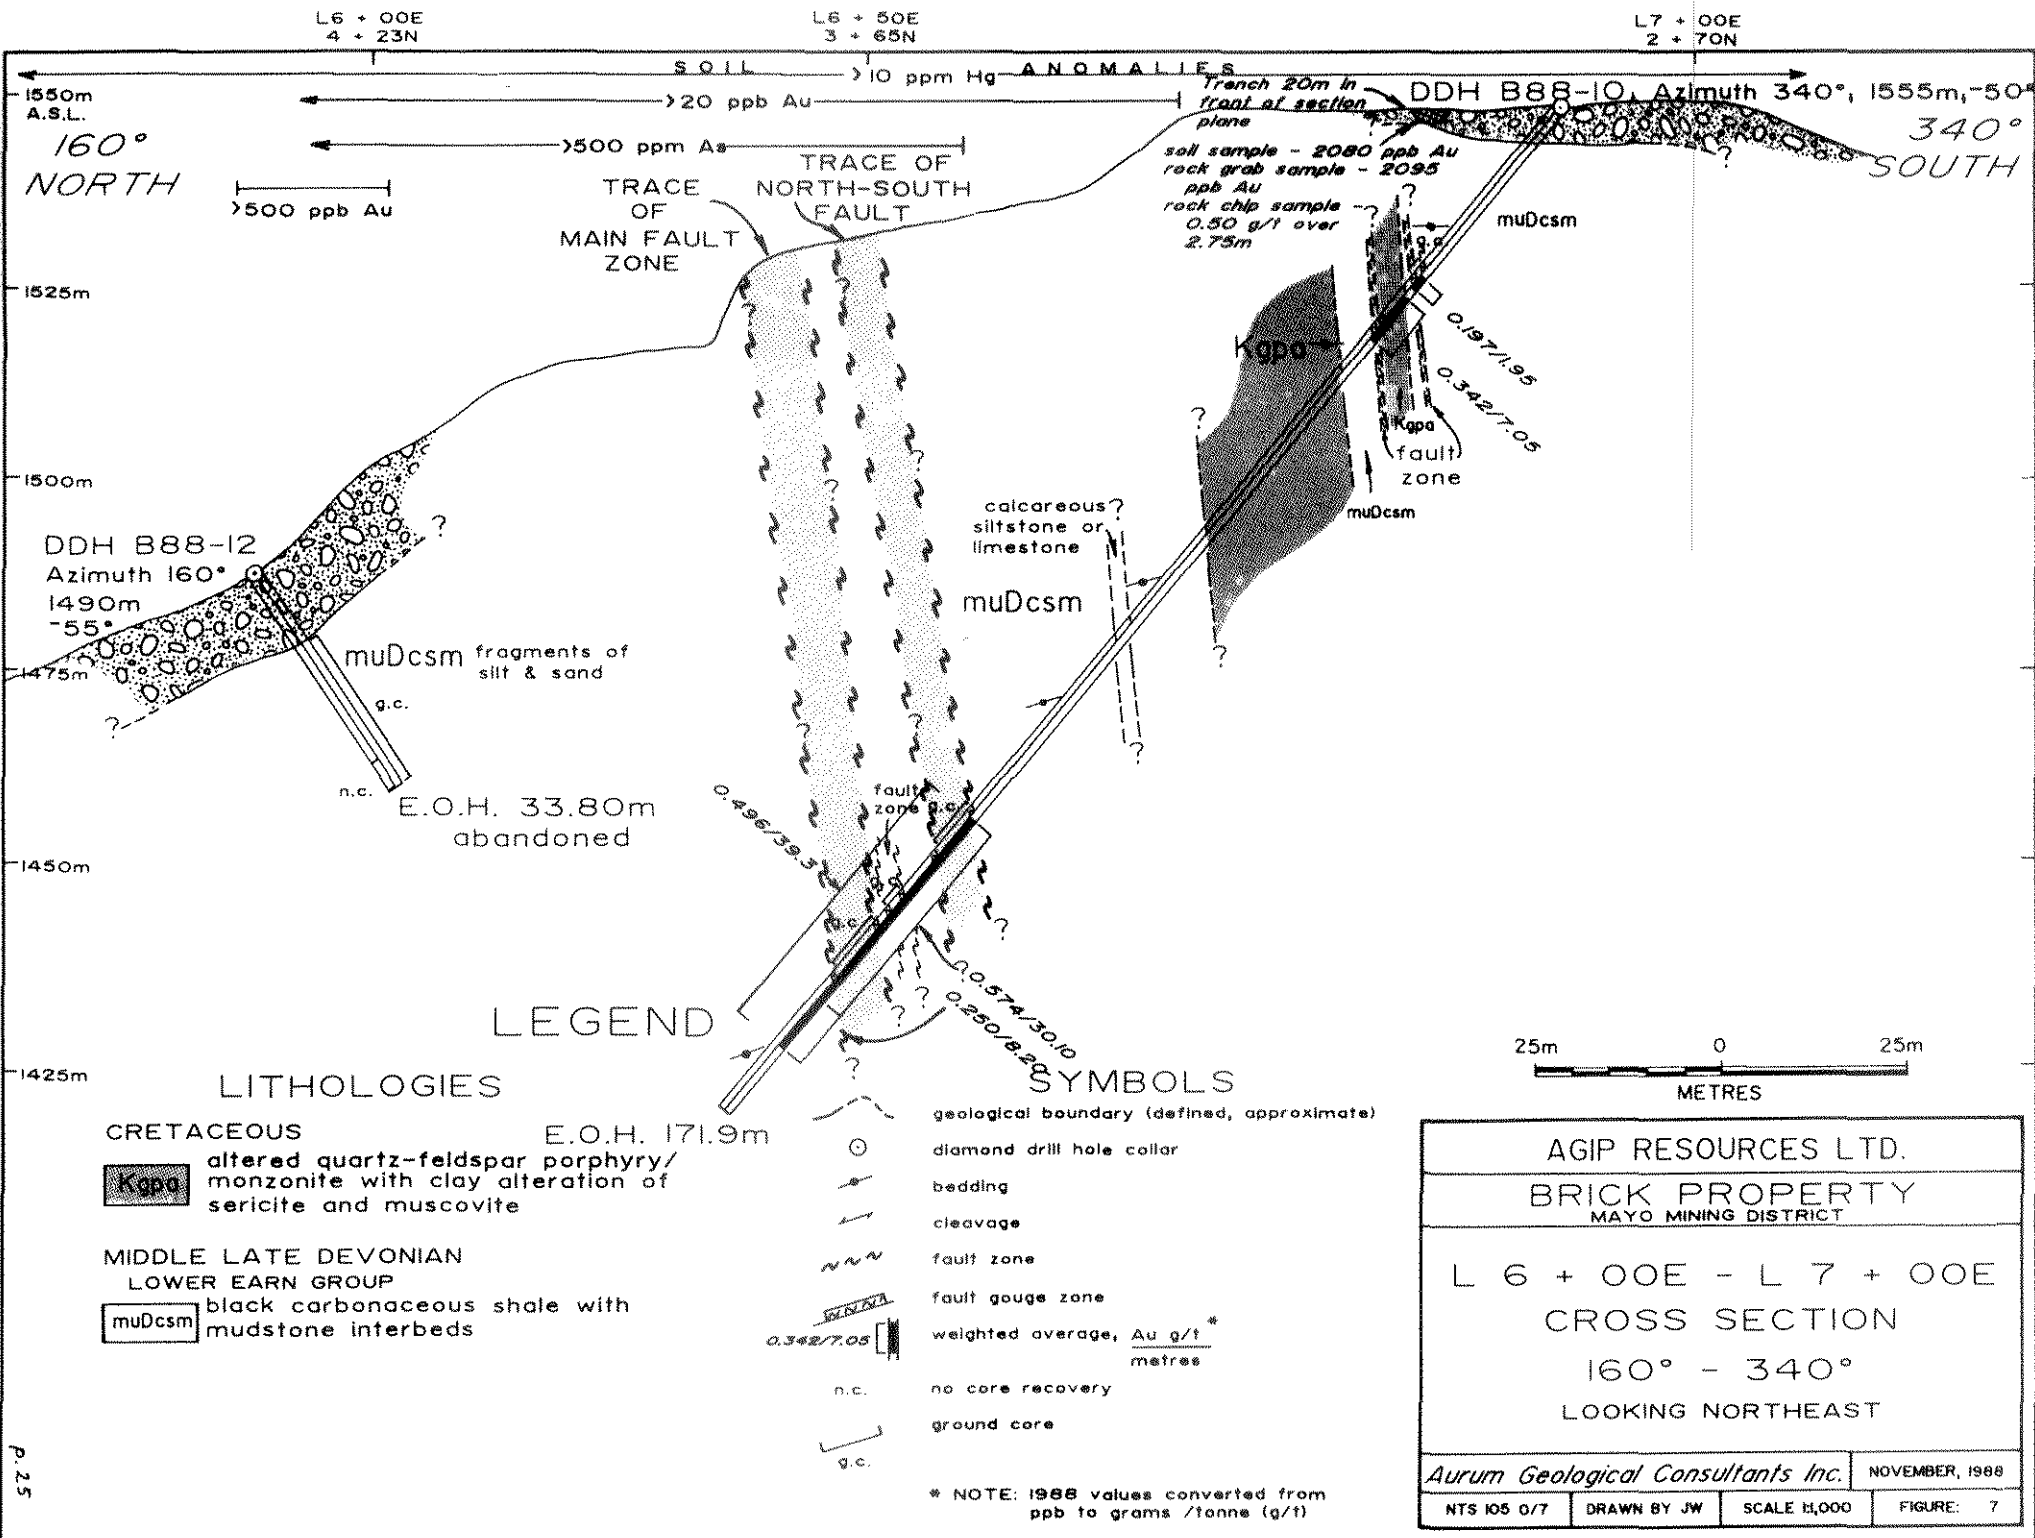 L6 + 00E
4 + 23N
L6 + 50E
3 + 65N
L7 + 00E
2 + 70N
SOIL >10 ppm Hg ANOMALIES
>20 ppb Au
>500 ppm As
>500 ppb Au
1550m
A.S.L.
160°
NORTH
Trench 20m in
front of section
plane
DDH B88-10, Azimuth 340°, 1555m, -50°
340°
SOUTH
soil sample - 2080 ppb Au
rock grab sample - 2095
ppb Au
rock chip sample -
0.50 g/t over
2.75m
TRACE
OF
MAIN FAULT
ZONE
TRACE OF
NORTH-SOUTH
FAULT
muDcsm
g.c.
1525m
Kgpa
0.197/1.95
0.342/7.05
Kgpa
fault
zone
muDcsm
1500m
calcareous
siltstone or
limestone
muDcsm
DDH B88-12
Azimuth 160°
1490m
-55°
muDcsm fragments of
silt & sand
1475m
g.c.
n.c.
E.O.H. 33.80m
abandoned
0.496/39.3
fault
zone
g.c.
g.c.
1450m
0.574/30.10
0.250/8.20
1425m
E.O.H. 171.9m
25m 0 25m
METRES
LEGEND
LITHOLOGIES
CRETACEOUS
Kgpa
altered quartz-feldspar porphyry/
monzonite with clay alteration of
sericite and muscovite
MIDDLE LATE DEVONIAN
LOWER EARN GROUP
muDcsm
black carbonaceous shale with
mudstone interbeds
SYMBOLS
geological boundary (defined, approximate)
diamond drill hole collar
bedding
cleavage
fault zone
fault gouge zone
0.342/7.05 weighted average, Au g/t *
metres
n.c. no core recovery
ground core
g.c.
* NOTE: 1988 values converted from
ppb to grams /tonne (g/t)
AGIP RESOURCES LTD.
BRICK PROPERTY
MAYO MINING DISTRICT
L 6 + 00E - L 7 + 00E
CROSS SECTION
160° - 340°
LOOKING NORTHEAST
Aurum Geological Consultants Inc. NOVEMBER, 1988
NTS 105 O/7 DRAWN BY JW SCALE 1:1,000 FIGURE: 7
P. 25